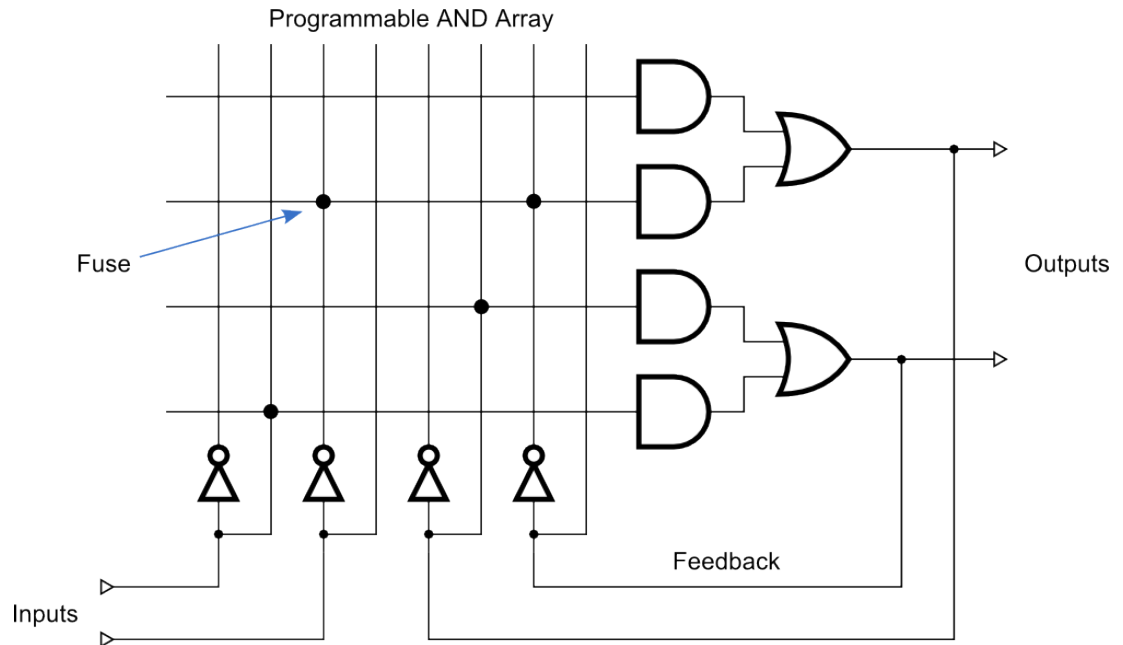 Programmable AND Array
Fuse
Outputs
Feedback
Inputs